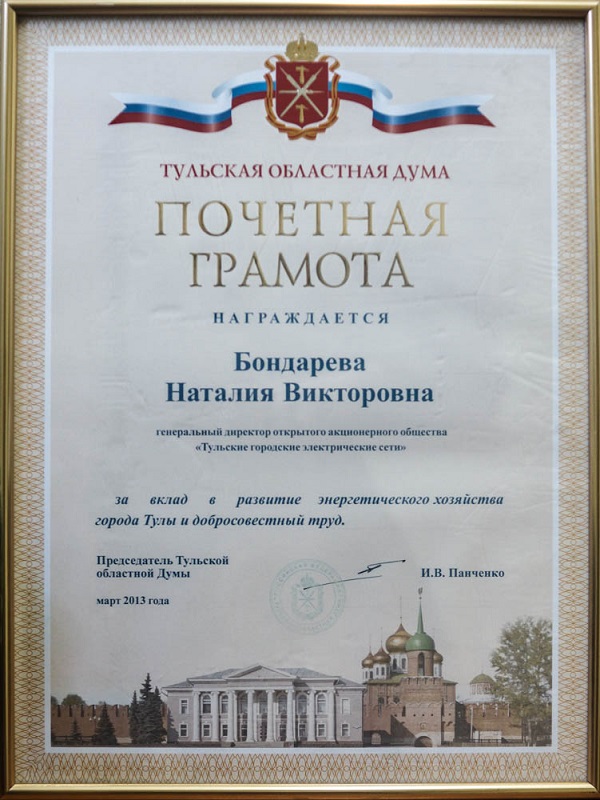 ТУЛЬСКАЯ ОБЛАСТНАЯ ДУМА
ПОЧЕТНАЯ
ГРАМОТА
НАГРАЖДАЕТСЯ
Бондарева
Наталия Викторовна
генеральный директор открытого акционерного общества
«Тульские городские электрические сети»
за вклад в развитие энергетического хозяйства
города Тулы и добросовестный труд.
Председатель Тульской
областной Думы
И.В. Панченко
март 2013 года